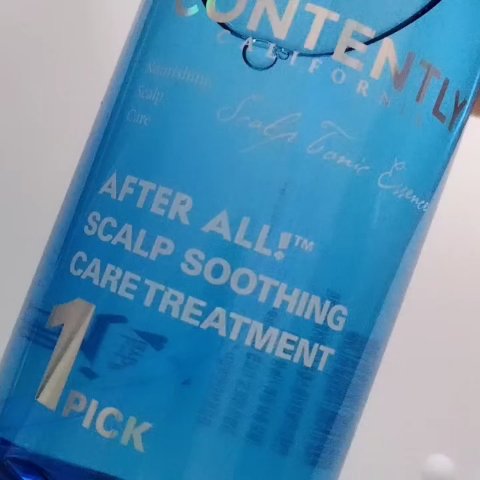 CONTENTLY
CALIFORNIA
Nourishing
Scalp
Care
Scalp Tonic Essence
AFTER ALL!™
SCALP SOOTHING
CARE TREATMENT
1
PICK